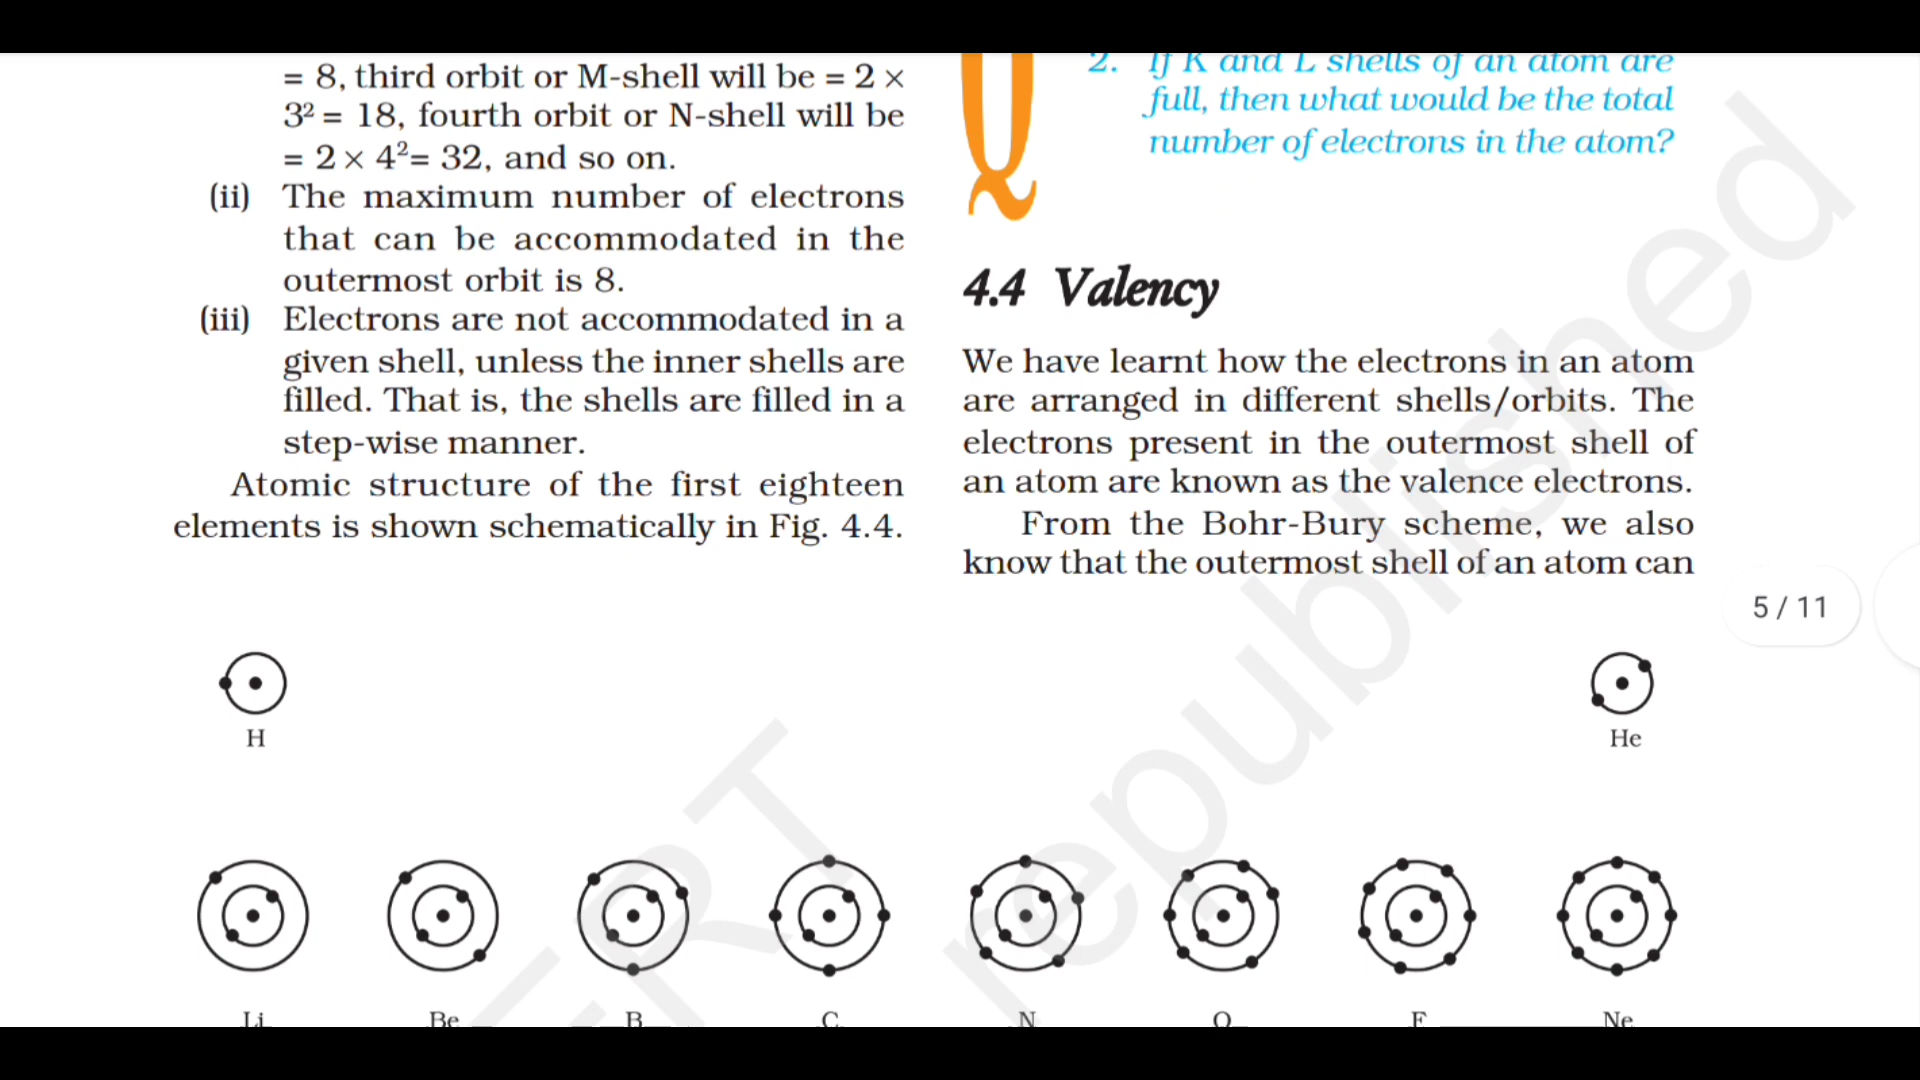 = 8, third orbit or M-shell will be = 2 ×
3² = 18, fourth orbit or N-shell will be
= 2 × 4²= 32, and so on.
(ii) The maximum number of electrons
that can be accommodated in the
outermost orbit is 8.
(iii) Electrons are not accommodated in a
given shell, unless the inner shells are
filled. That is, the shells are filled in a
step-wise manner.
Atomic structure of the first eighteen
elements is shown schematically in Fig. 4.4.
Q
2. If K and L shells of an atom are
full, then what would be the total
number of electrons in the atom?
4.4 Valency
We have learnt how the electrons in an atom
are arranged in different shells/orbits. The
electrons present in the outermost shell of
an atom are known as the valence electrons.
From the Bohr-Bury scheme, we also
know that the outermost shell of an atom can
5 / 11
H He
Li Be B C N O F Ne
ERT
republished